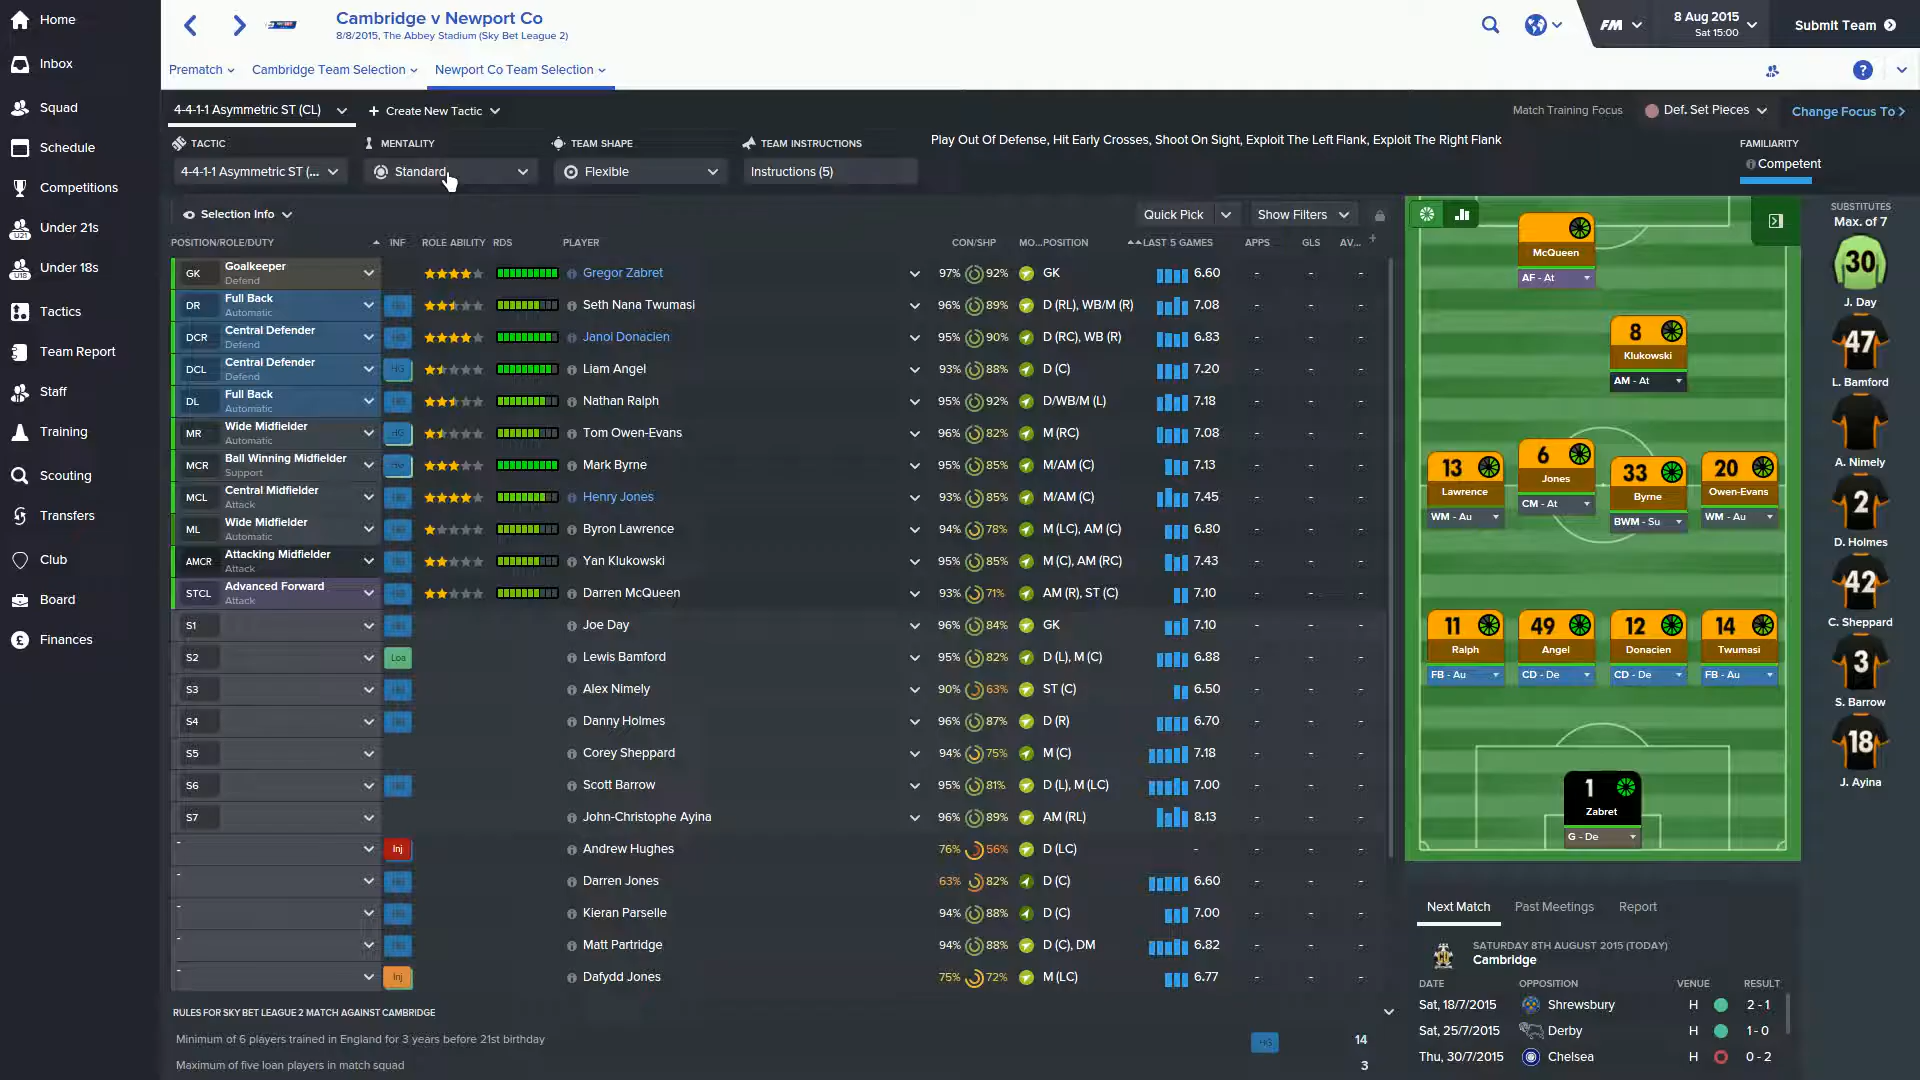 Home
Inbox
Squad
Schedule
Competitions
Under 21s
Under 18s
Tactics
Team Report
Staff
Training
Scouting
Transfers
Club
Board
Finances
Cambridge v Newport Co
8/8/2015, The Abbey Stadium (Sky Bet League 2)
FM
8 Aug 2015
Sat 15:00
Submit Team
Prematch
Cambridge Team Selection
Newport Co Team Selection
?
4-4-1-1 Asymmetric ST (CL)
+ Create New Tactic
Match Training Focus
Def. Set Pieces
Change Focus To >
TACTIC
MENTALITY
TEAM SHAPE
TEAM INSTRUCTIONS
Play Out Of Defense, Hit Early Crosses, Shoot On Sight, Exploit The Left Flank, Exploit The Right Flank
FAMILIARITY
4-4-1-1 Asymmetric ST (...
Standard
Flexible
Instructions (5)
Competent
Selection Info
Quick Pick
Show Filters
POSITION/ROLE/DUTY INF ROLE ABILITY RDS PLAYER CON/SHP MO... POSITION LAST 5 GAMES APPS GLS AV... +
GK Goalkeeper Defend Gregor Zabret 97% 92% GK 6.60 - - -
DR Full Back Automatic HG Seth Nana Twumasi 96% 89% D (RL), WB/M (R) 7.08 - - -
DCR Central Defender Defend HG Janoi Donacien 95% 90% D (RC), WB (R) 6.83 - - -
DCL Central Defender Defend HG Liam Angel 93% 88% D (C) 7.20 - - -
DL Full Back Automatic HG Nathan Ralph 95% 92% D/WB/M (L) 7.18 - - -
MR Wide Midfielder Automatic HG Tom Owen-Evans 96% 82% M (RC) 7.08 - - -
MCR Ball Winning Midfielder Support Mark Byrne 95% 85% M/AM (C) 7.13 - - -
MCL Central Midfielder Attack HG Henry Jones 93% 85% M/AM (C) 7.45 - - -
ML Wide Midfielder Automatic HG Byron Lawrence 94% 78% M (LC), AM (C) 6.80 - - -
AMCR Attacking Midfielder Attack HG Yan Klukowski 95% 85% M (C), AM (RC) 7.43 - - -
STCL Advanced Forward Attack HG Darren McQueen 93% 71% AM (R), ST (C) 7.10 - - -
S1 HG Joe Day 96% 84% GK 7.10 - - -
S2 Loa Lewis Bamford 95% 82% D (L), M (C) 6.88 - - -
S3 HG Alex Nimely 90% 63% ST (C) 6.50 - - -
S4 HG Danny Holmes 96% 87% D (R) 6.70 - - -
S5 Corey Sheppard 94% 75% M (C) 7.18 - - -
S6 HG Scott Barrow 95% 81% D (L), M (LC) 7.00 - - -
S7 John-Christophe Ayina 96% 89% AM (RL) 8.13 - - -
- Inj Andrew Hughes 76% 56% D (LC) - - - -
- HG Darren Jones 63% 82% D (C) 6.60 - - -
- HG Kieran Parselle 94% 88% D (C) 7.00 - - -
- HG Matt Partridge 94% 88% D (C), DM 6.82 - - -
- Inj Dafydd Jones 75% 72% M (LC) 6.77 - - -
RULES FOR SKY BET LEAGUE 2 MATCH AGAINST CAMBRIDGE
Minimum of 6 players trained in England for 3 years before 21st birthday HG 14
Maximum of five loan players in match squad 3
McQueen
AF - At
8
Klukowski
AM - At
13 6 33 20
Lawrence Jones Byrne Owen-Evans
WM - Au CM - At BWM - Su WM - Au
11 49 12 14
Ralph Angel Donacien Twumasi
FB - Au CD - De CD - De FB - Au
1
Zabret
G - De
SUBSTITUTES
Max. of 7
30
J. Day
47
L. Bamford
A. Nimely
2
D. Holmes
42
C. Sheppard
3
S. Barrow
18
J. Ayina
Next Match Past Meetings Report
SATURDAY 8TH AUGUST 2015 (TODAY)
Cambridge
DATE OPPOSITION VENUE RESULT
Sat, 18/7/2015 Shrewsbury H 2 - 1
Sat, 25/7/2015 Derby H 1 - 0
Thu, 30/7/2015 Chelsea H 0 - 2